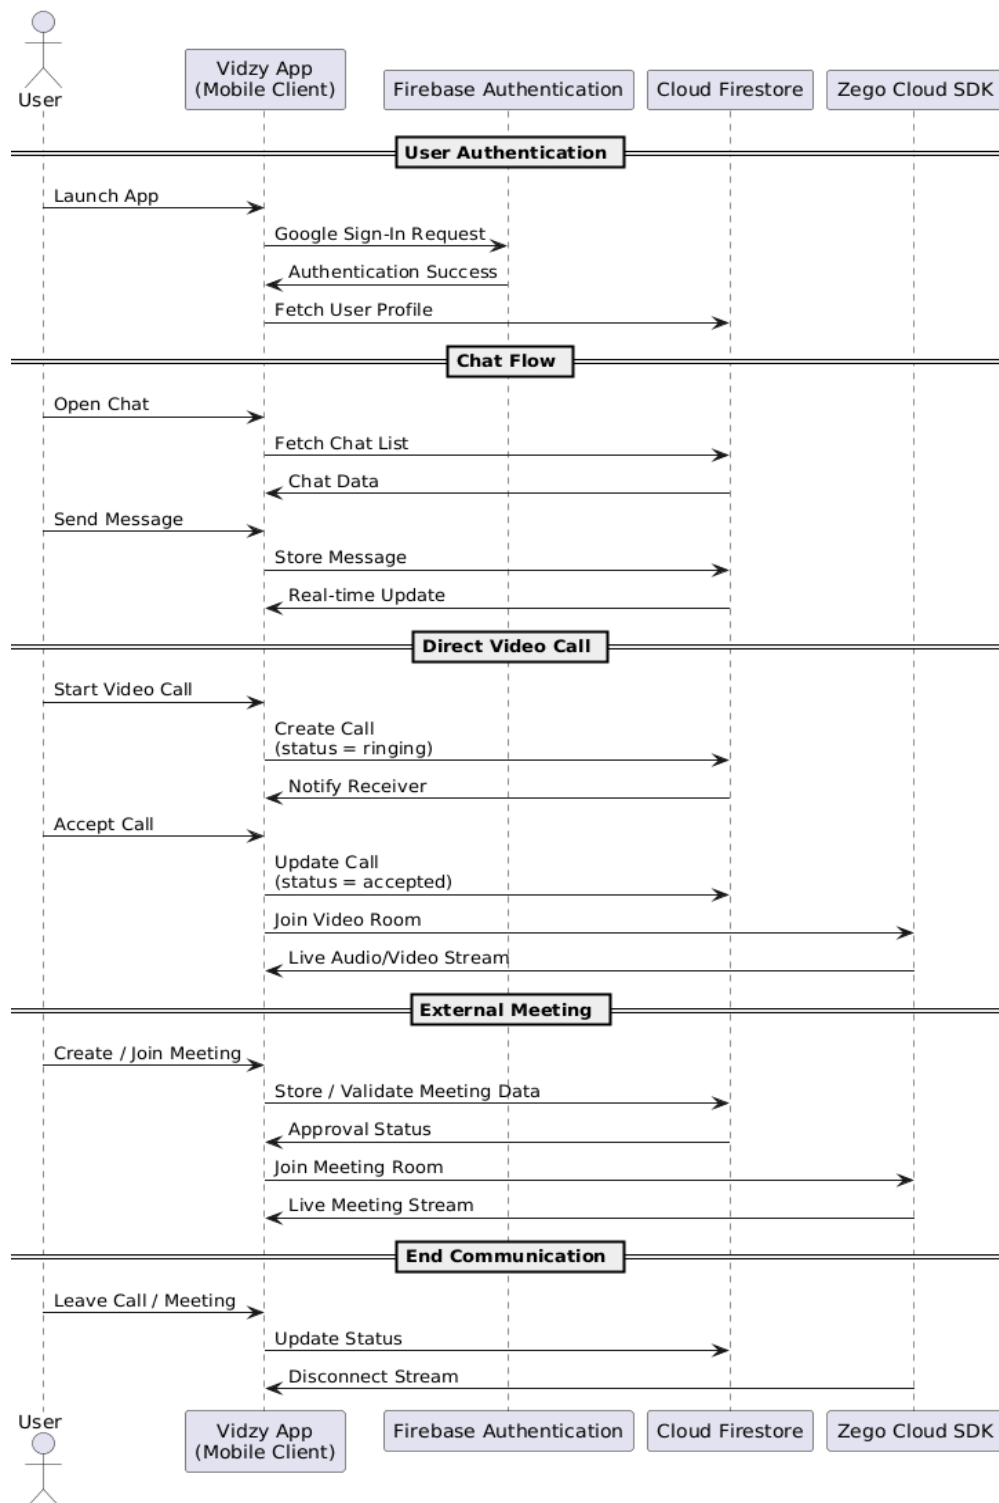 User
Vidzy App
(Mobile Client)
Firebase Authentication
Cloud Firestore
Zego Cloud SDK
User Authentication
Launch App
Google Sign-In Request
Authentication Success
Fetch User Profile
Chat Flow
Open Chat
Fetch Chat List
Chat Data
Send Message
Store Message
Real-time Update
Direct Video Call
Start Video Call
Create Call
(status = ringing)
Notify Receiver
Accept Call
Update Call
(status = accepted)
Join Video Room
Live Audio/Video Stream
External Meeting
Create / Join Meeting
Store / Validate Meeting Data
Approval Status
Join Meeting Room
Live Meeting Stream
End Communication
Leave Call / Meeting
Update Status
Disconnect Stream
User
Vidzy App
(Mobile Client)
Firebase Authentication
Cloud Firestore
Zego Cloud SDK